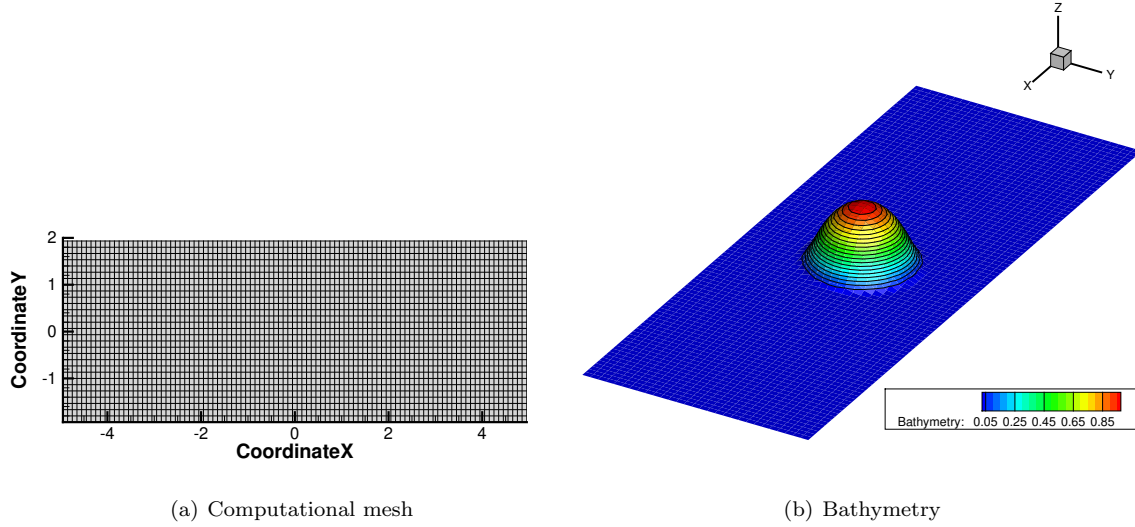 2
1
0
-1
CoordinateY
-4 -2 0 2 4
CoordinateX
Z
X
Y
Bathymetry: 0.05 0.25 0.45 0.65 0.85
(a) Computational mesh
(b) Bathymetry